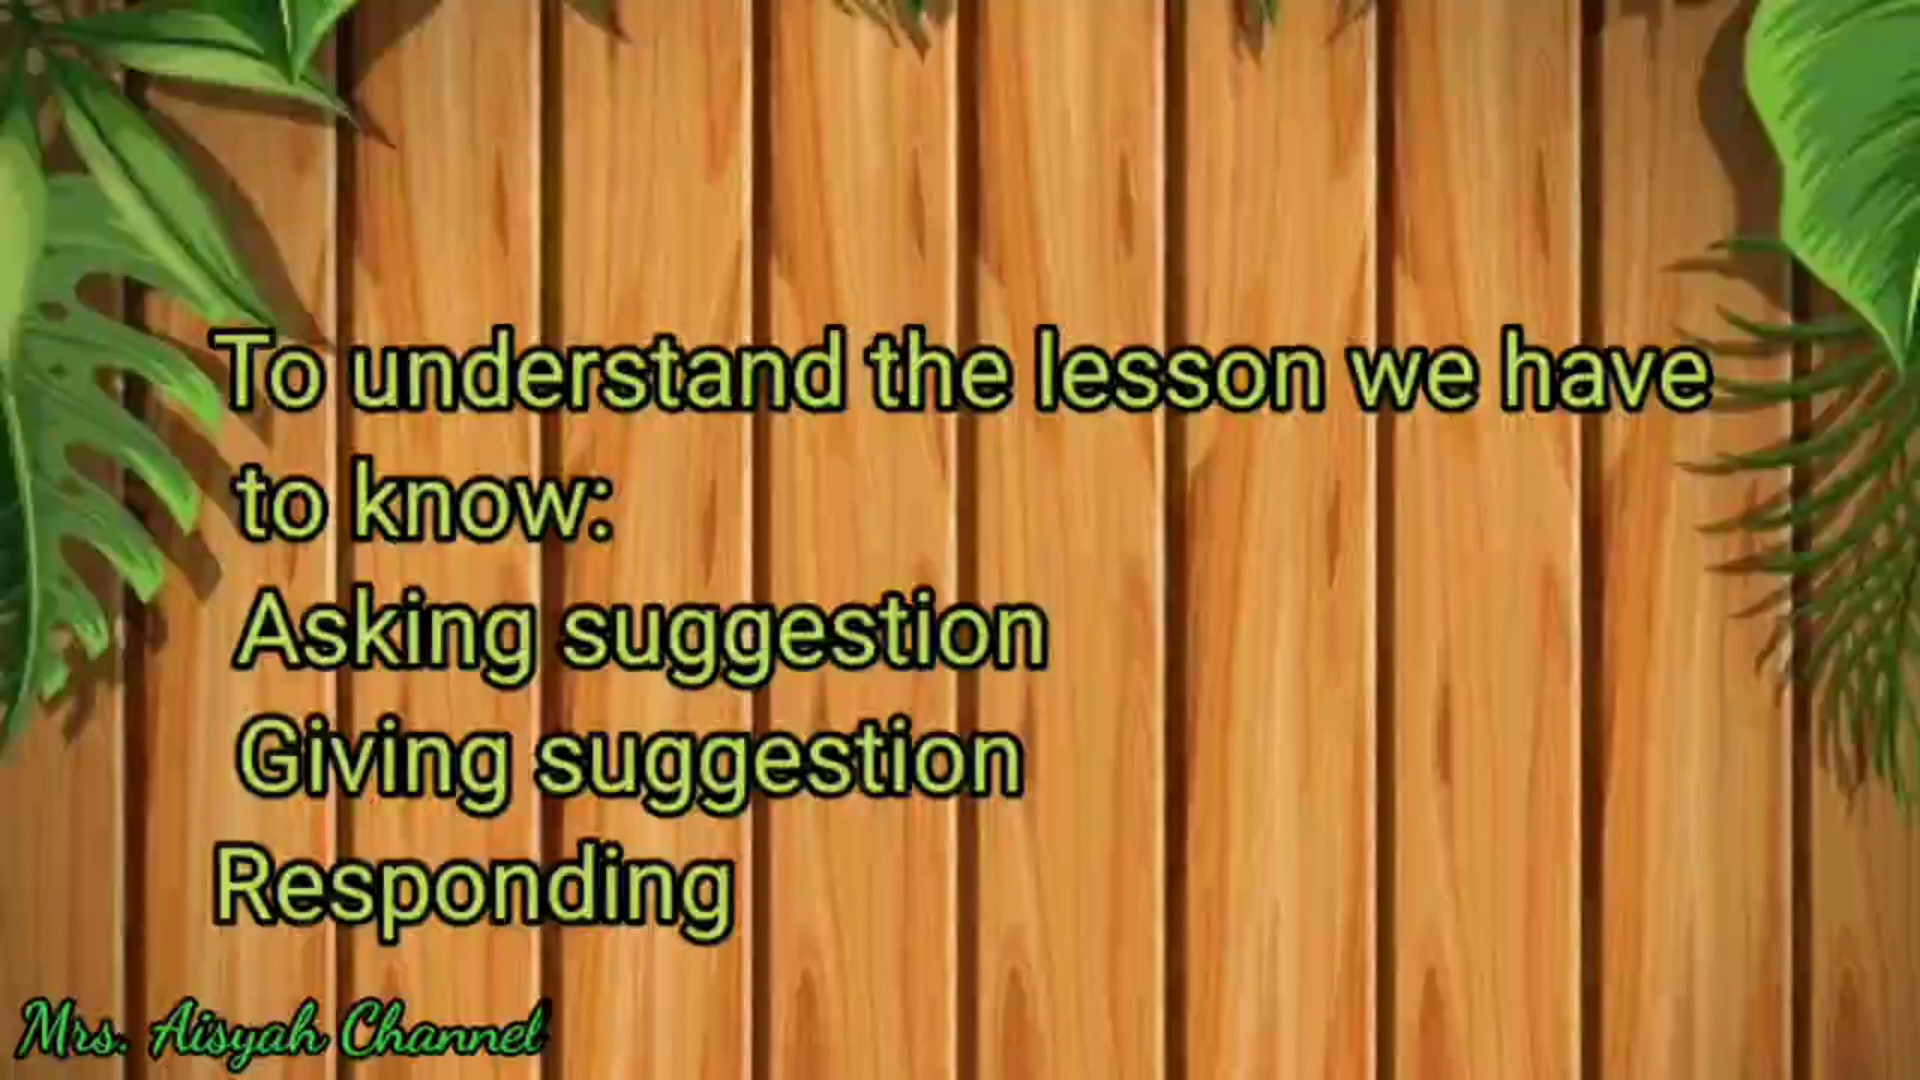 To understand the lesson we have
to know:
Asking suggestion
Giving suggestion
Responding
Mrs. Aisyah Channel